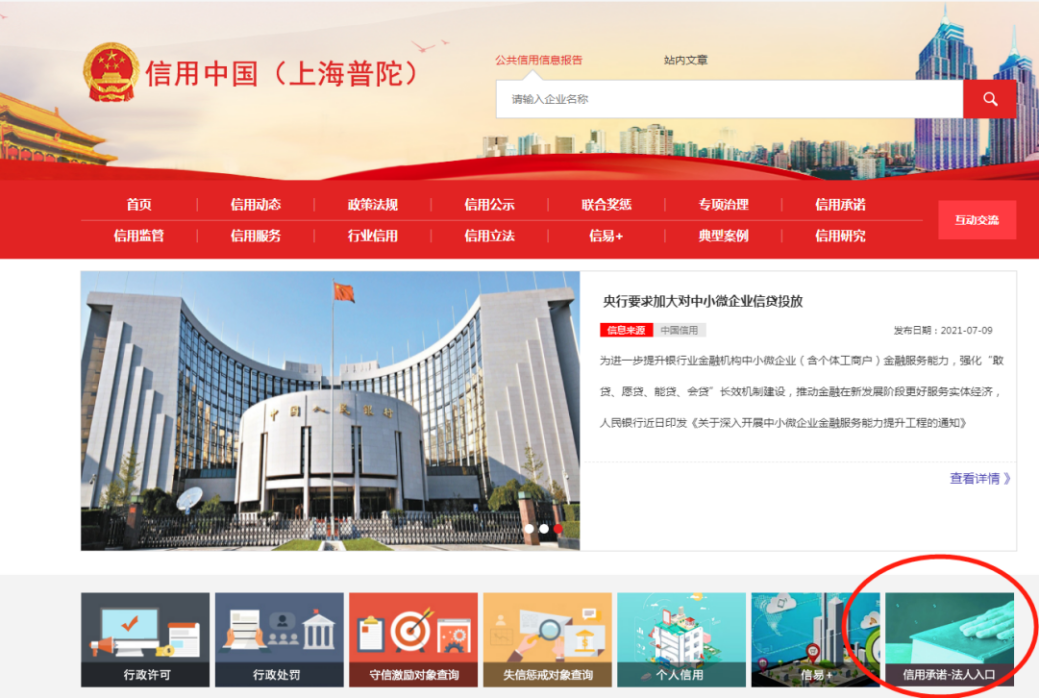 信用中国（上海普陀）
公共信用信息报告 站内文章
请输入企业名称
首页 信用动态 政策法规 信用公示 联合奖惩 专项治理 信用承诺
互动交流
信用监管 信用服务 行业信用 信用立法 信易+ 典型案例 信用研究
中国人民银行
央行要求加大对中小微企业信贷投放
信息来源 中国信用 发布日期：2021-07-09
为进一步提升银行业金融机构中小微企业（含个体工商户）金融服务能力，强化“敢
贷、愿贷、能贷、会贷”长效机制建设，推动金融在新发展阶段更好服务实体经济，
人民银行近日印发《关于深入开展中小微企业金融服务能力提升工程的通知》
查看详情 》
行政许可 行政处罚 守信激励对象查询 失信惩戒对象查询 个人信用 信易+ 信用承诺-法人入口